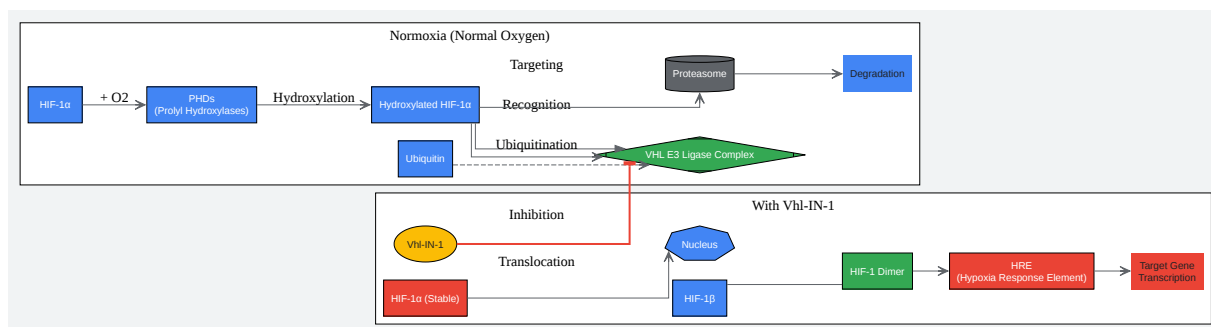 Normoxia (Normal Oxygen)
Targeting
Proteasome
Degradation
HIF-1α
+ O2
PHDs
(Prolyl Hydroxylases)
Hydroxylation
Hydroxylated HIF-1α
Recognition
Ubiquitination
Ubiquitin
VHL E3 Ligase Complex
With Vhl-IN-1
Inhibition
Vhl-IN-1
Translocation
Nucleus
HIF-1α (Stable)
HIF-1β
HIF-1 Dimer
HRE
(Hypoxia Response Element)
Target Gene
Transcription